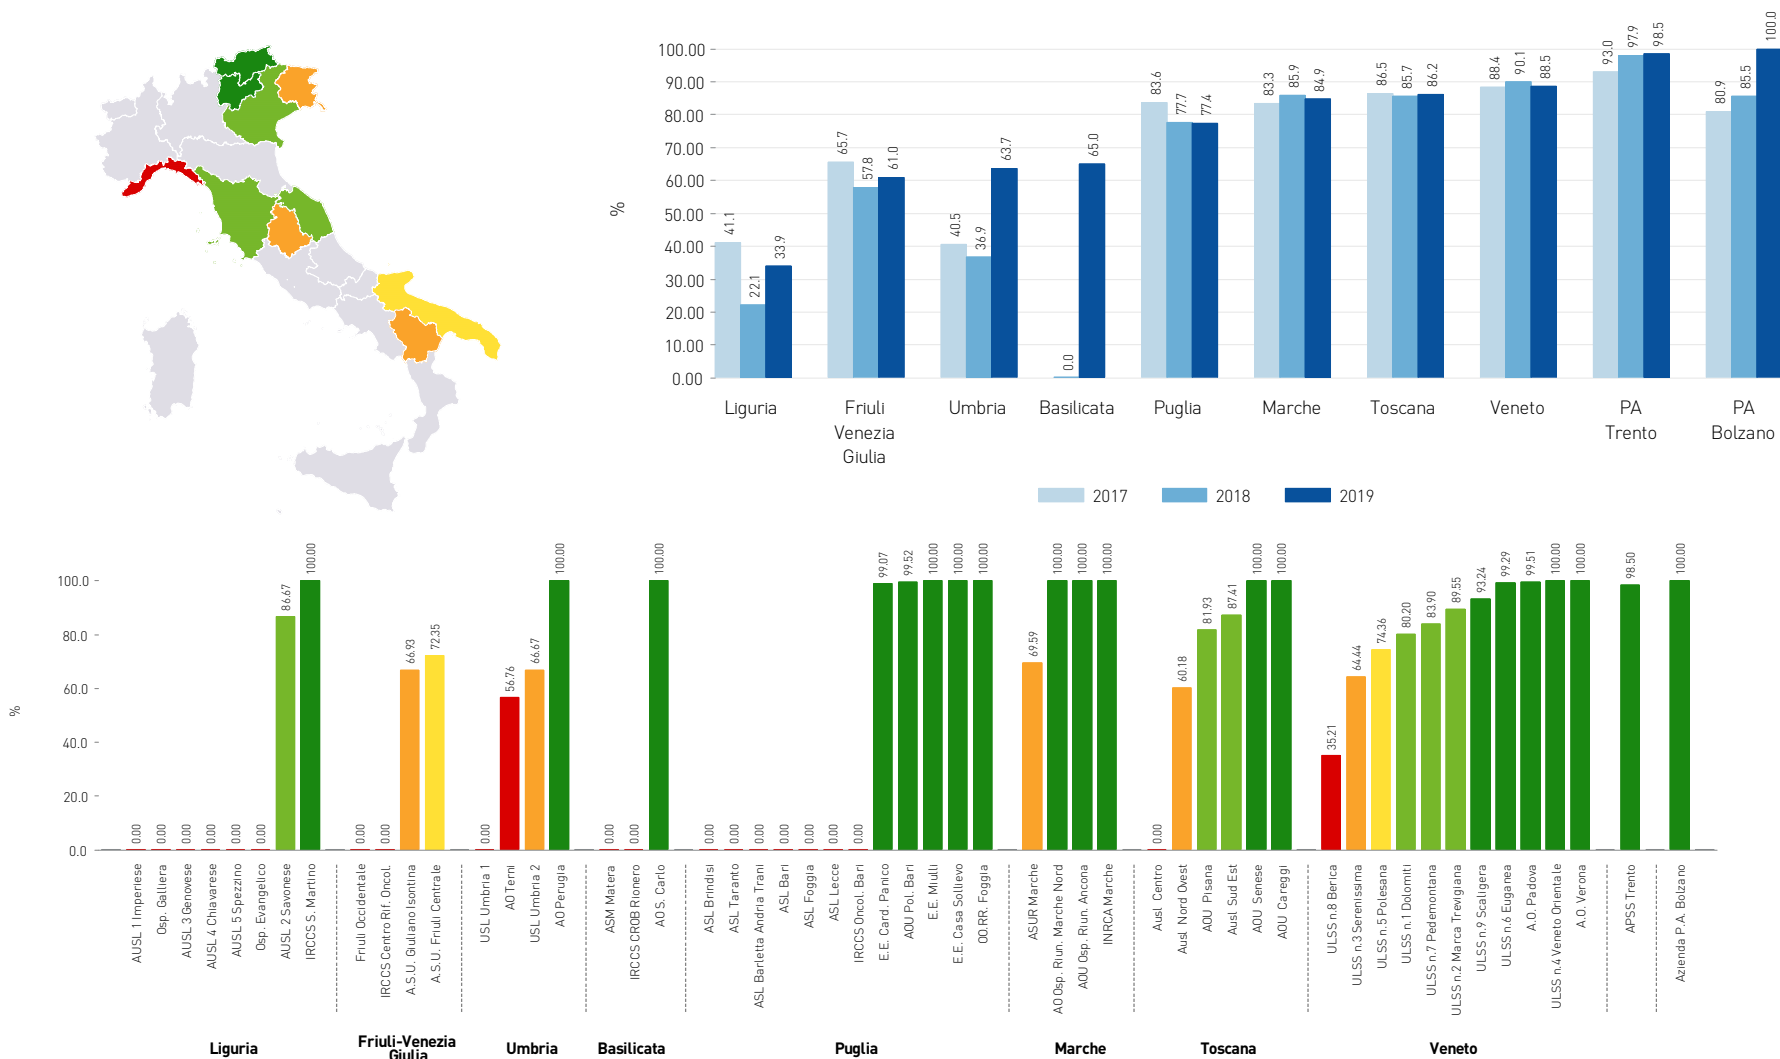 100.00
90.00
80.00
70.00
60.00
50.00
40.00
30.00
20.00
10.00
0.00
%
41.1
22.1
33.9
65.7
57.8
61.0
40.5
36.9
63.7
0.0
65.0
83.6
77.7
77.4
83.3
85.9
84.9
86.5
85.7
86.2
88.4
90.1
88.5
93.0
97.9
98.5
80.9
85.5
100.0
Liguria
Friuli
Venezia
Giulia
Umbria
Basilicata
Puglia
Marche
Toscana
Veneto
PA
Trento
PA
Bolzano
2017
2018
2019
100.0
80.0
60.0
40.0
20.0
0.0
%
0.00
0.00
0.00
0.00
0.00
0.00
86.67
100.00
0.00
0.00
66.93
72.35
0.00
56.76
66.67
100.00
0.00
0.00
100.00
0.00
0.00
0.00
0.00
0.00
0.00
0.00
99.07
99.52
100.00
100.00
100.00
69.59
100.00
100.00
100.00
0.00
60.18
81.93
87.41
100.00
100.00
35.21
64.44
74.36
80.20
83.90
89.55
93.24
99.29
99.51
100.00
100.00
98.50
100.00
AUSL 1 Imperiese
Osp. Galliera
AUSL 3 Genovese
AUSL 4 Chiavarese
AUSL 5 Spezzino
Osp. Evangelico
AUSL 2 Savonese
IRCCS S. Martino
Friuli Occidentale
IRCCS Centro Rif. Oncol.
A.S.U. Giuliano Isontina
A.S.U. Friuli Centrale
USL Umbria 1
AO Terni
USL Umbria 2
AO Perugia
ASM Matera
IRCCS CROB Rionero
AO S. Carlo
ASL Brindisi
ASL Taranto
ASL Barletta Andria Trani
ASL Bari
ASL Foggia
ASL Lecce
IRCCS Oncol. Bari
E.E. Card. Panico
AOU Pol. Bari
E.E. Miulli
E.E. Casa Sollievo
OO.RR. Foggia
ASUR Marche
AO Osp. Riun. Marche Nord
AOU Osp. Riun. Ancona
INRCA Marche
Ausl Centro
Ausl Nord Ovest
AOU Pisana
Ausl Sud Est
AOU Senese
AOU Careggi
ULSS n.8 Berica
ULSS n.3 Serenissima
ULSS n.5 Polesana
ULSS n.1 Dolomiti
ULSS n.7 Pedemontana
ULSS n.2 Marca Trevigiana
ULSS n.9 Scaligera
ULSS n.6 Euganea
A.O. Padova
ULSS n.4 Veneto Orientale
A.O. Verona
APSS Trento
Azienda P.A. Bolzano
Liguria
Friuli-Venezia
Giulia
Umbria
Basilicata
Puglia
Marche
Toscana
Veneto